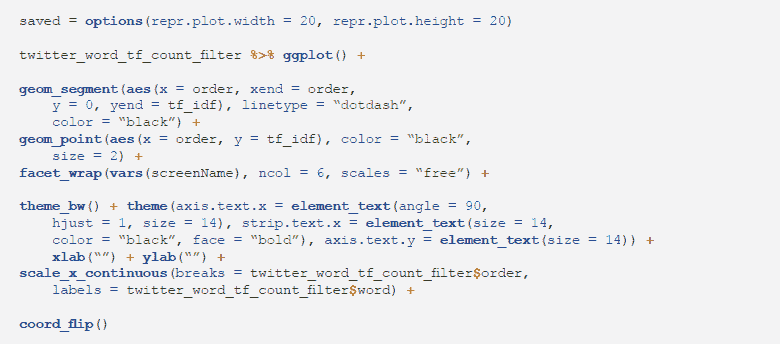 saved = options(repr.plot.width = 20, repr.plot.height = 20)
twitter_word_tf_count_filter %>% ggplot() +
geom_segment(aes(x = order, xend = order,
y = 0, yend = tf_idf), linetype = “dotdash”,
color = “black”) +
geom_point(aes(x = order, y = tf_idf), color = “black”,
size = 2) +
facet_wrap(vars(screenName), ncol = 6, scales = “free”) +
theme_bw() + theme(axis.text.x = element_text(angle = 90,
hjust = 1, size = 14), strip.text.x = element_text(size = 14,
color = “black”, face = “bold”), axis.text.y = element_text(size = 14)) +
xlab(“”) + ylab(“”) +
scale_x_continuous(breaks = twitter_word_tf_count_filter$order,
labels = twitter_word_tf_count_filter$word) +
coord_flip()